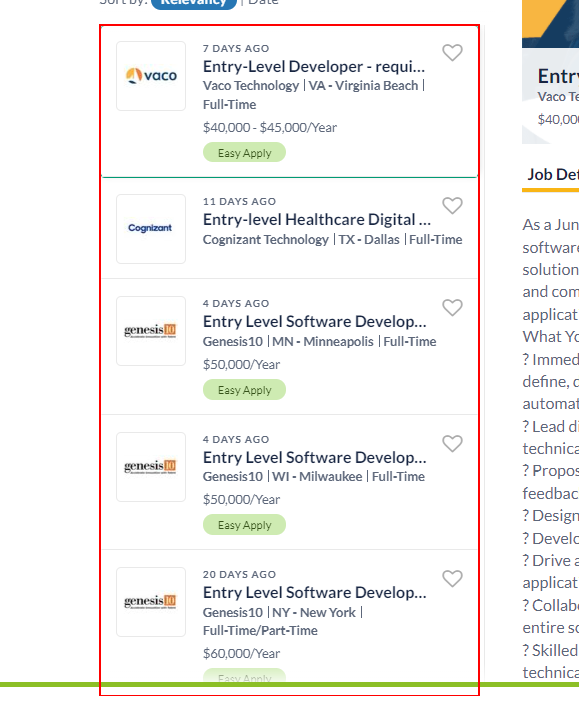 Sort by: Relevancy | Date
7 DAYS AGO
Entry-Level Developer - requi...
vaco
Vaco Technology | VA - Virginia Beach |
Full-Time
$40,000 - $45,000/Year
Easy Apply
11 DAYS AGO
Entry-level Healthcare Digital ...
Cognizant
Cognizant Technology | TX - Dallas | Full-Time
4 DAYS AGO
Entry Level Software Develop...
genesis10
Genesis10 | MN - Minneapolis | Full-Time
$50,000/Year
Easy Apply
4 DAYS AGO
Entry Level Software Develop...
genesis10
Genesis10 | WI - Milwaukee | Full-Time
$50,000/Year
Easy Apply
20 DAYS AGO
Entry Level Software Develop...
genesis10
Genesis10 | NY - New York |
Full-Time/Part-Time
$60,000/Year
Easy Apply
Entry
Vaco Te
$40,000
Job Det
As a Jun
software
solution
and com
applicat
What Yo
? Immed
define, d
automat
? Lead di
technica
? Propos
feedbac
? Design
? Develo
? Drive a
applicat
? Collabo
entire so
? Skilled
technica